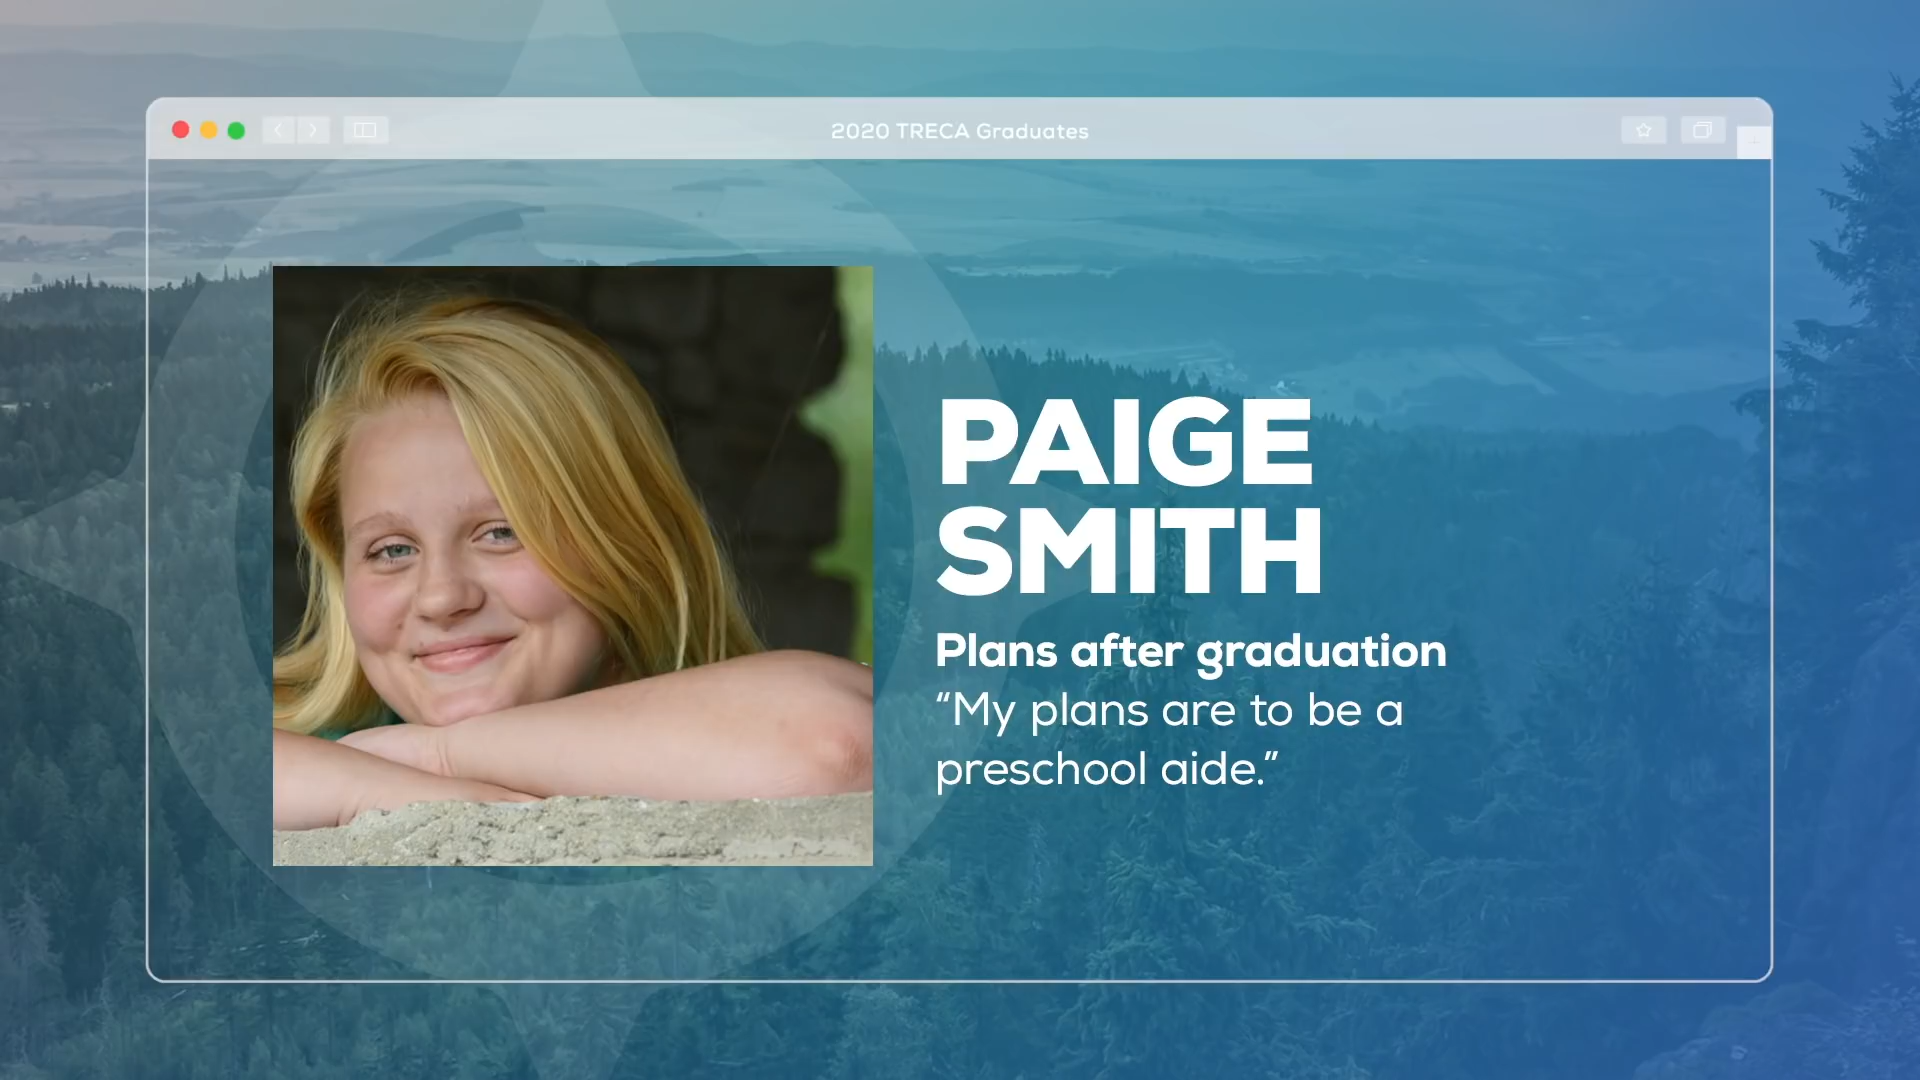 2020 TRECA Graduates
PAIGE
SMITH
Plans after graduation
“My plans are to be a
preschool aide.”